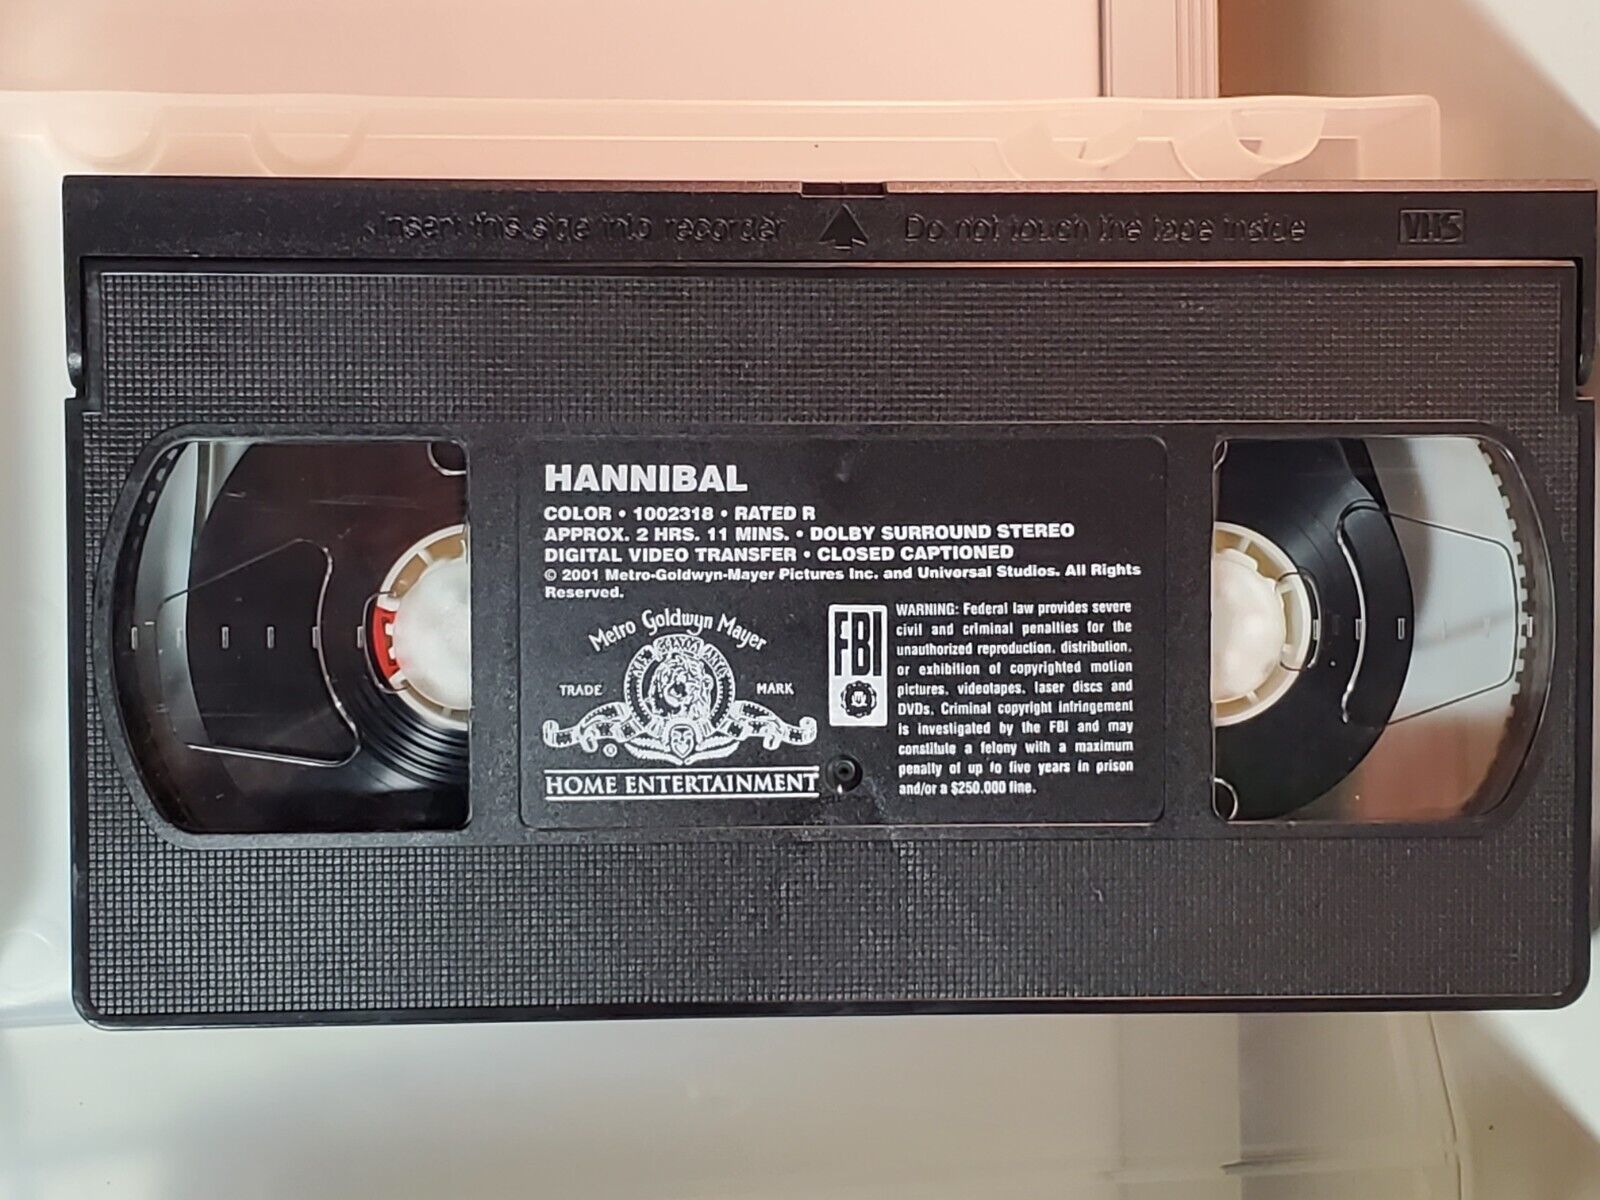 Insert this side into recorder Do not touch the tape inside VHS
HANNIBAL
COLOR • 1002318 • RATED R
APPROX. 2 HRS. 11 MINS. • DOLBY SURROUND STEREO
DIGITAL VIDEO TRANSFER • CLOSED CAPTIONED
© 2001 Metro-Goldwyn-Mayer Pictures Inc. and Universal Studios. All Rights
Reserved.
Metro Goldwyn Mayer
TRADE MARK
®
HOME ENTERTAINMENT
FBI
WARNING: Federal law provides severe
civil and criminal penalties for the
unauthorized reproduction, distribution,
or exhibition of copyrighted motion
pictures, videotapes, laser discs and
DVDs. Criminal copyright infringement
is investigated by the FBI and may
constitute a felony with a maximum
penalty of up to five years in prison
and/or a $250,000 fine.